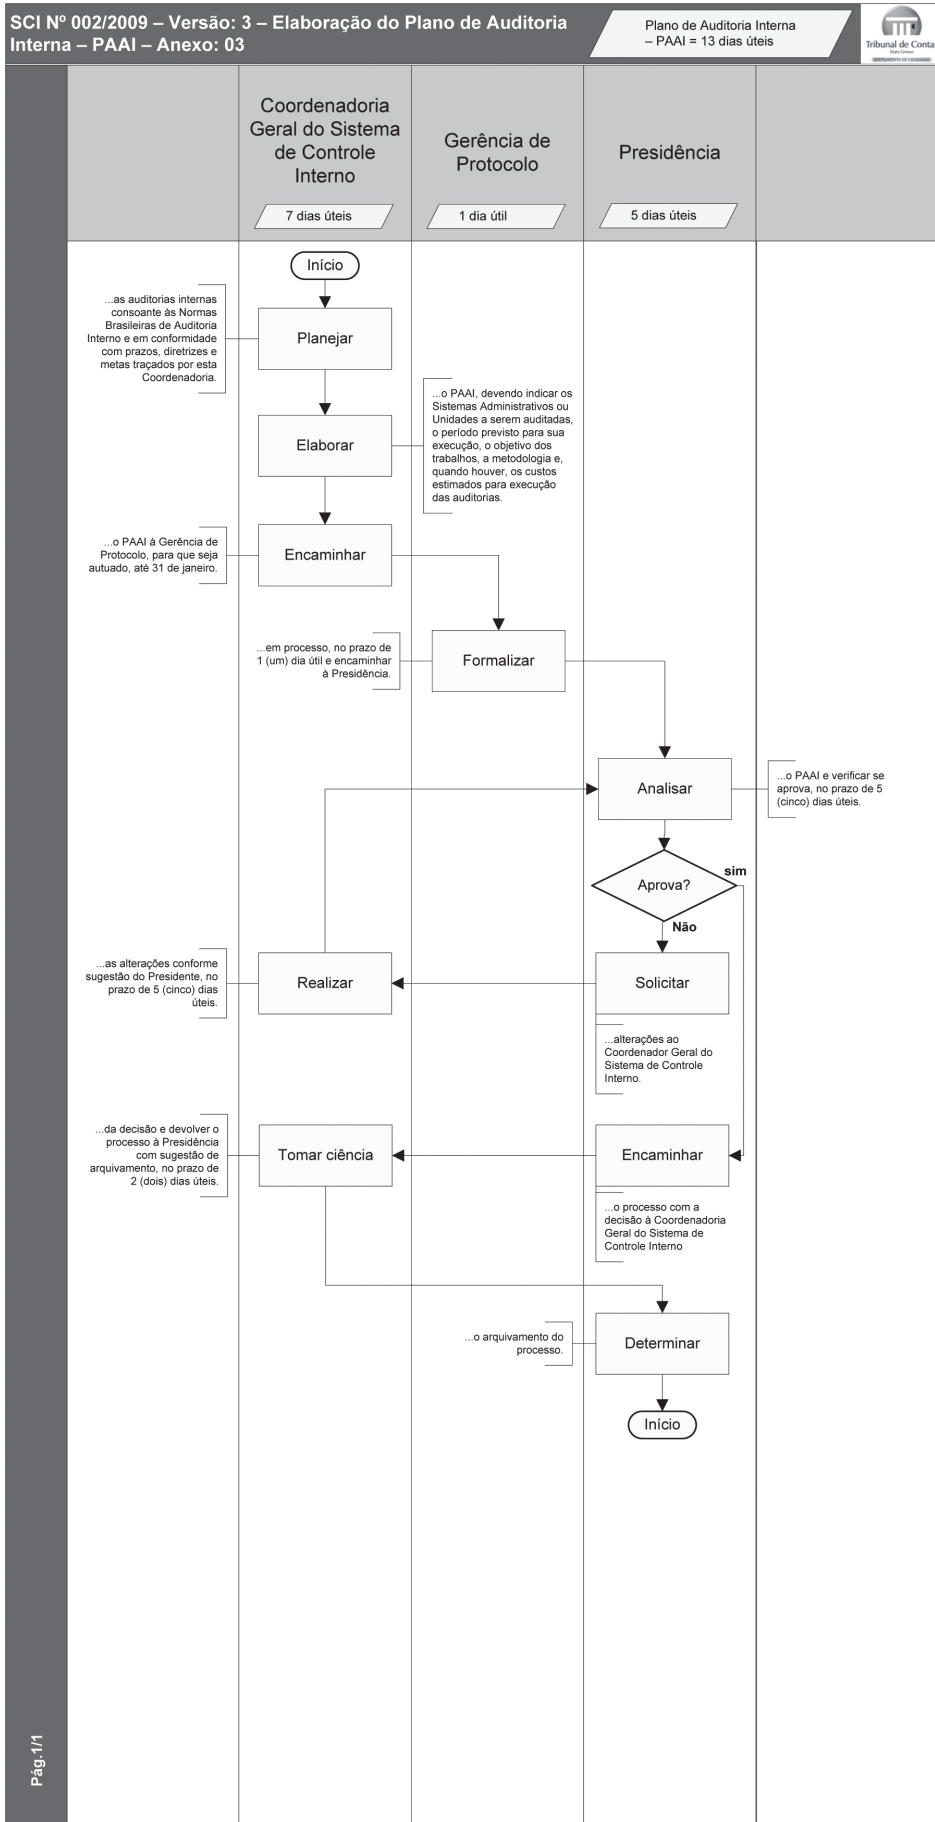 SCI Nº 002/2009 – Versão: 3 – Elaboração do Plano de Auditoria
Interna – PAAI – Anexo: 03
Plano de Auditoria Interna
– PAAI = 13 dias úteis
Tribunal de Contas
Mato Grosso
Coordenadoria
Geral do Sistema
de Controle
Interno
7 dias úteis
Gerência de
Protocolo
1 dia útil
Presidência
5 dias úteis
Início
...as auditorias internas
consoante às Normas
Brasileiras de Auditoria
Interno e em conformidade
com prazos, diretrizes e
metas traçados por esta
Coordenadoria.
Planejar
Elaborar
...o PAAI, devendo indicar os
Sistemas Administrativos ou
Unidades a serem auditadas,
o período previsto para sua
execução, o objetivo dos
trabalhos, a metodologia e,
quando houver, os custos
estimados para execução
das auditorias.
...o PAAI à Gerência de
Protocolo, para que seja
autuado, até 31 de janeiro.
Encaminhar
...em processo, no prazo de
1 (um) dia útil e encaminhar
à Presidência.
Formalizar
Analisar
...o PAAI e verificar se
aprova, no prazo de 5
(cinco) dias úteis.
Aprova?
sim
Não
...as alterações conforme
sugestão do Presidente, no
prazo de 5 (cinco) dias
úteis.
Realizar
Solicitar
...alterações ao
Coordenador Geral do
Sistema de Controle
Interno.
...da decisão e devolver o
processo à Presidência
com sugestão de
arquivamento, no prazo de
2 (dois) dias úteis.
Tomar ciência
Encaminhar
...o processo com a
decisão à Coordenadoria
Geral do Sistema de
Controle Interno
...o arquivamento do
processo.
Determinar
Início
Pág.1/1